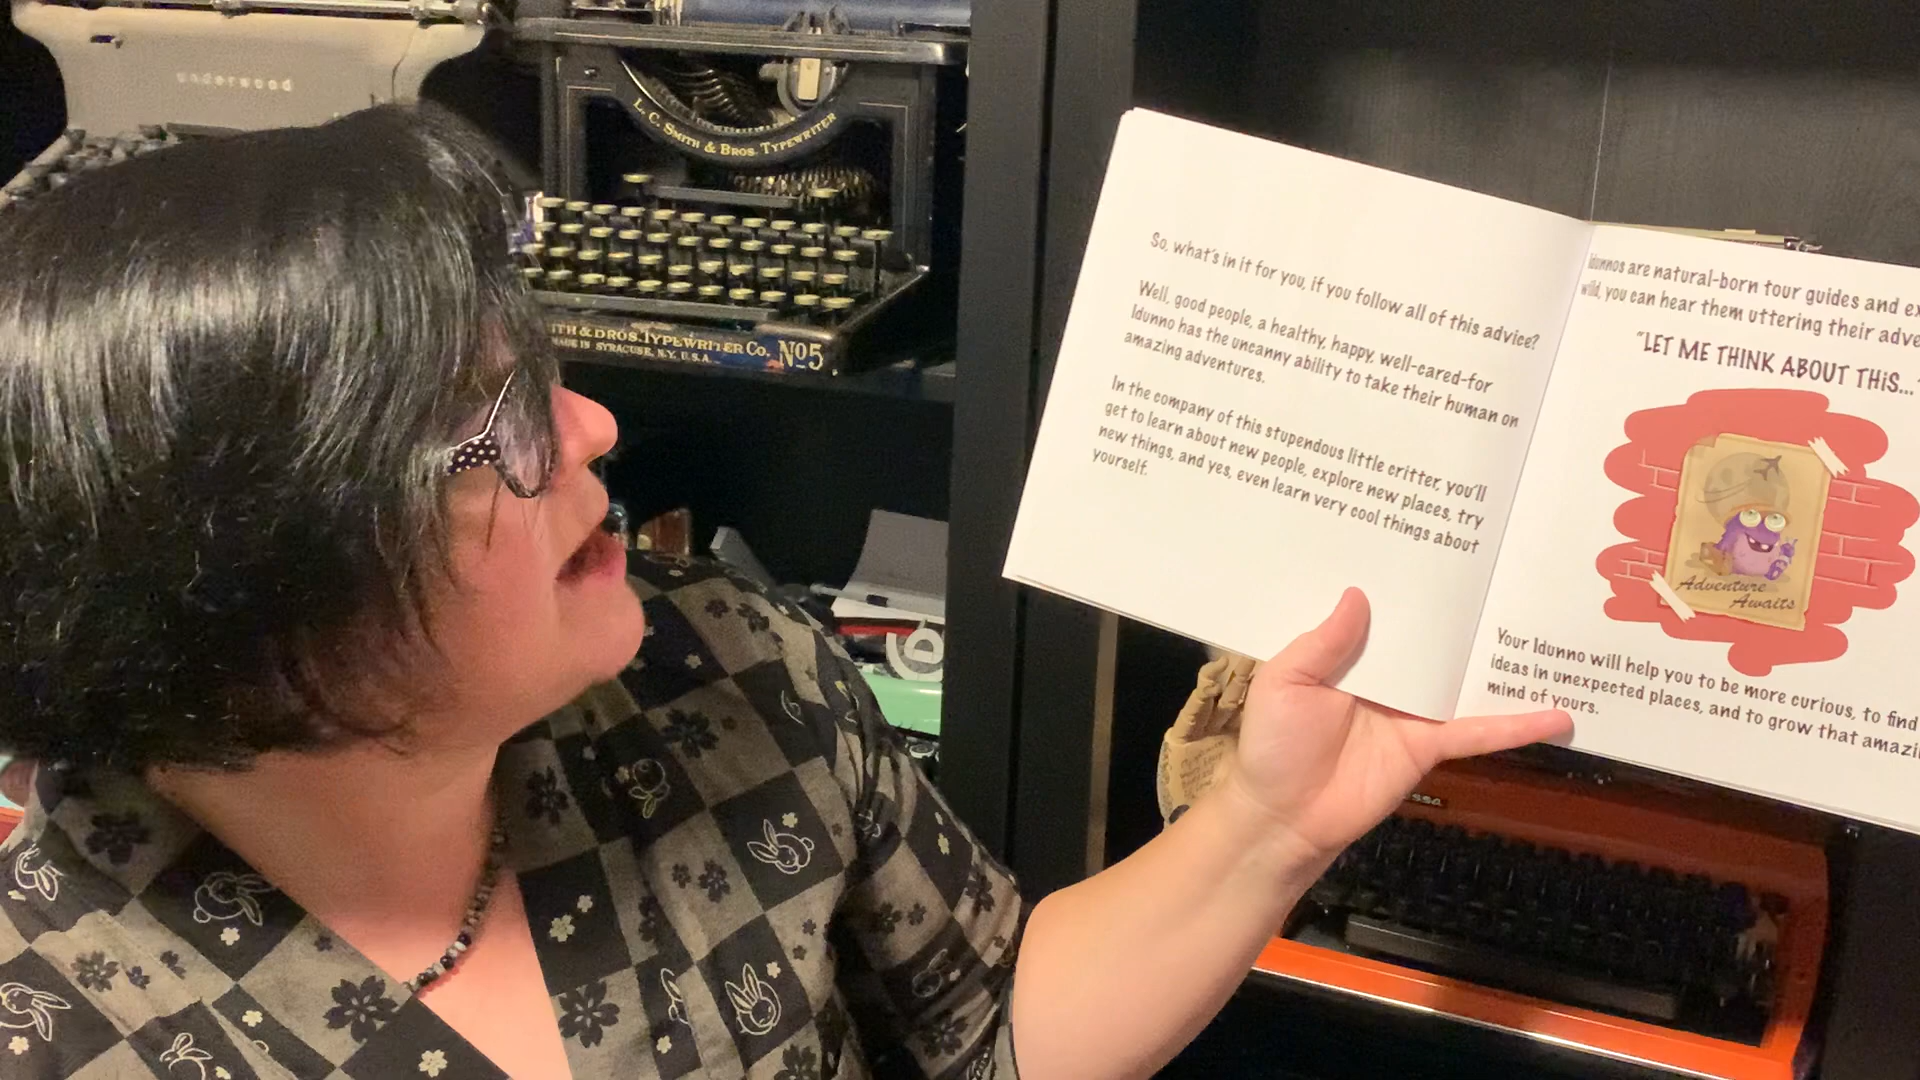 underwood
L. C. SMITH & BROS. TYPEWRITER
ITH & BROS. TYPEWRITER CO. No 5
MADE IN SYRACUSE, N.Y. U.S.A.
So, what's in it for you, if you follow all of this advice?
Well, good people, a healthy, happy, well-cared-for
Idunno has the uncanny ability to take their human on
amazing adventures.
In the company of this stupendous little critter, you'll
get to learn about new people, explore new places, try
new things, and yes, even learn very cool things about
yourself.
Idunnos are natural-born tour guides and ex
wild, you can hear them uttering their adve
"LET ME THINK ABOUT THIS...
Adventure
Awaits
Your Idunno will help you to be more curious, to find
ideas in unexpected places, and to grow that amazi
mind of yours.